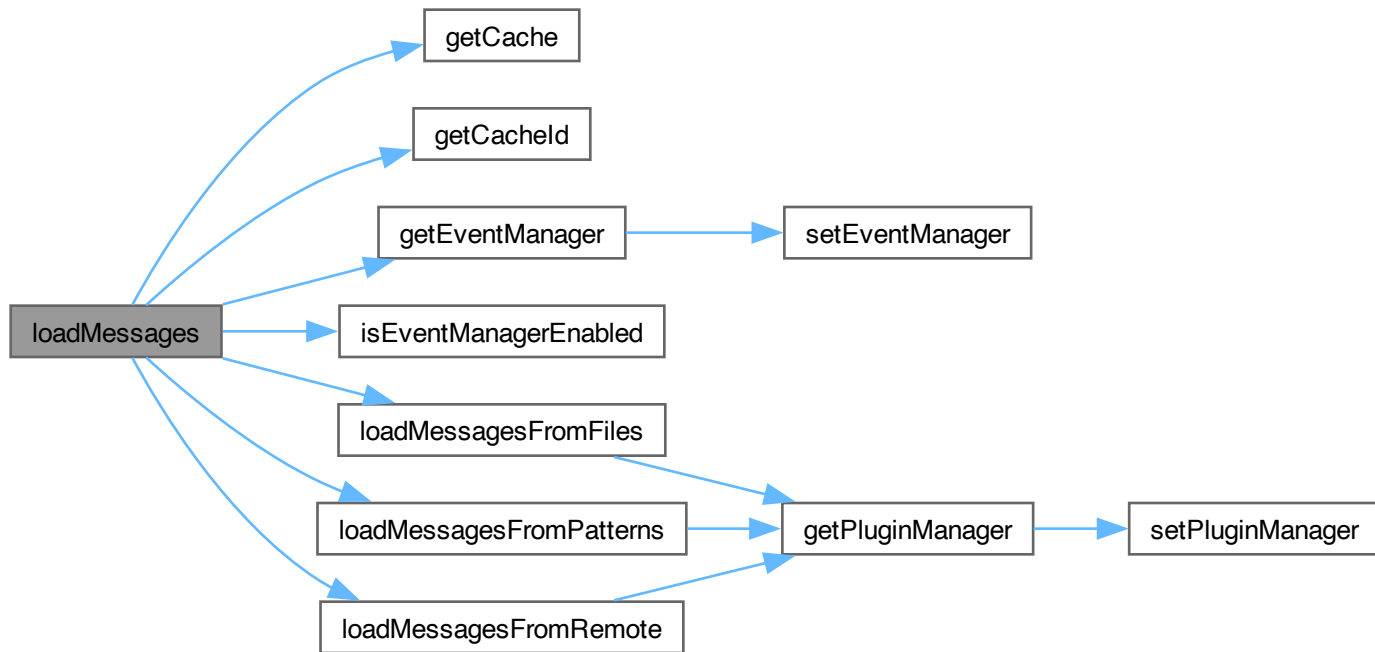 getCache
getCacheId
getEventManager
setEventManager
loadMessages
isEventManagerEnabled
loadMessagesFromFiles
loadMessagesFromPatterns
getPluginManager
setPluginManager
loadMessagesFromRemote